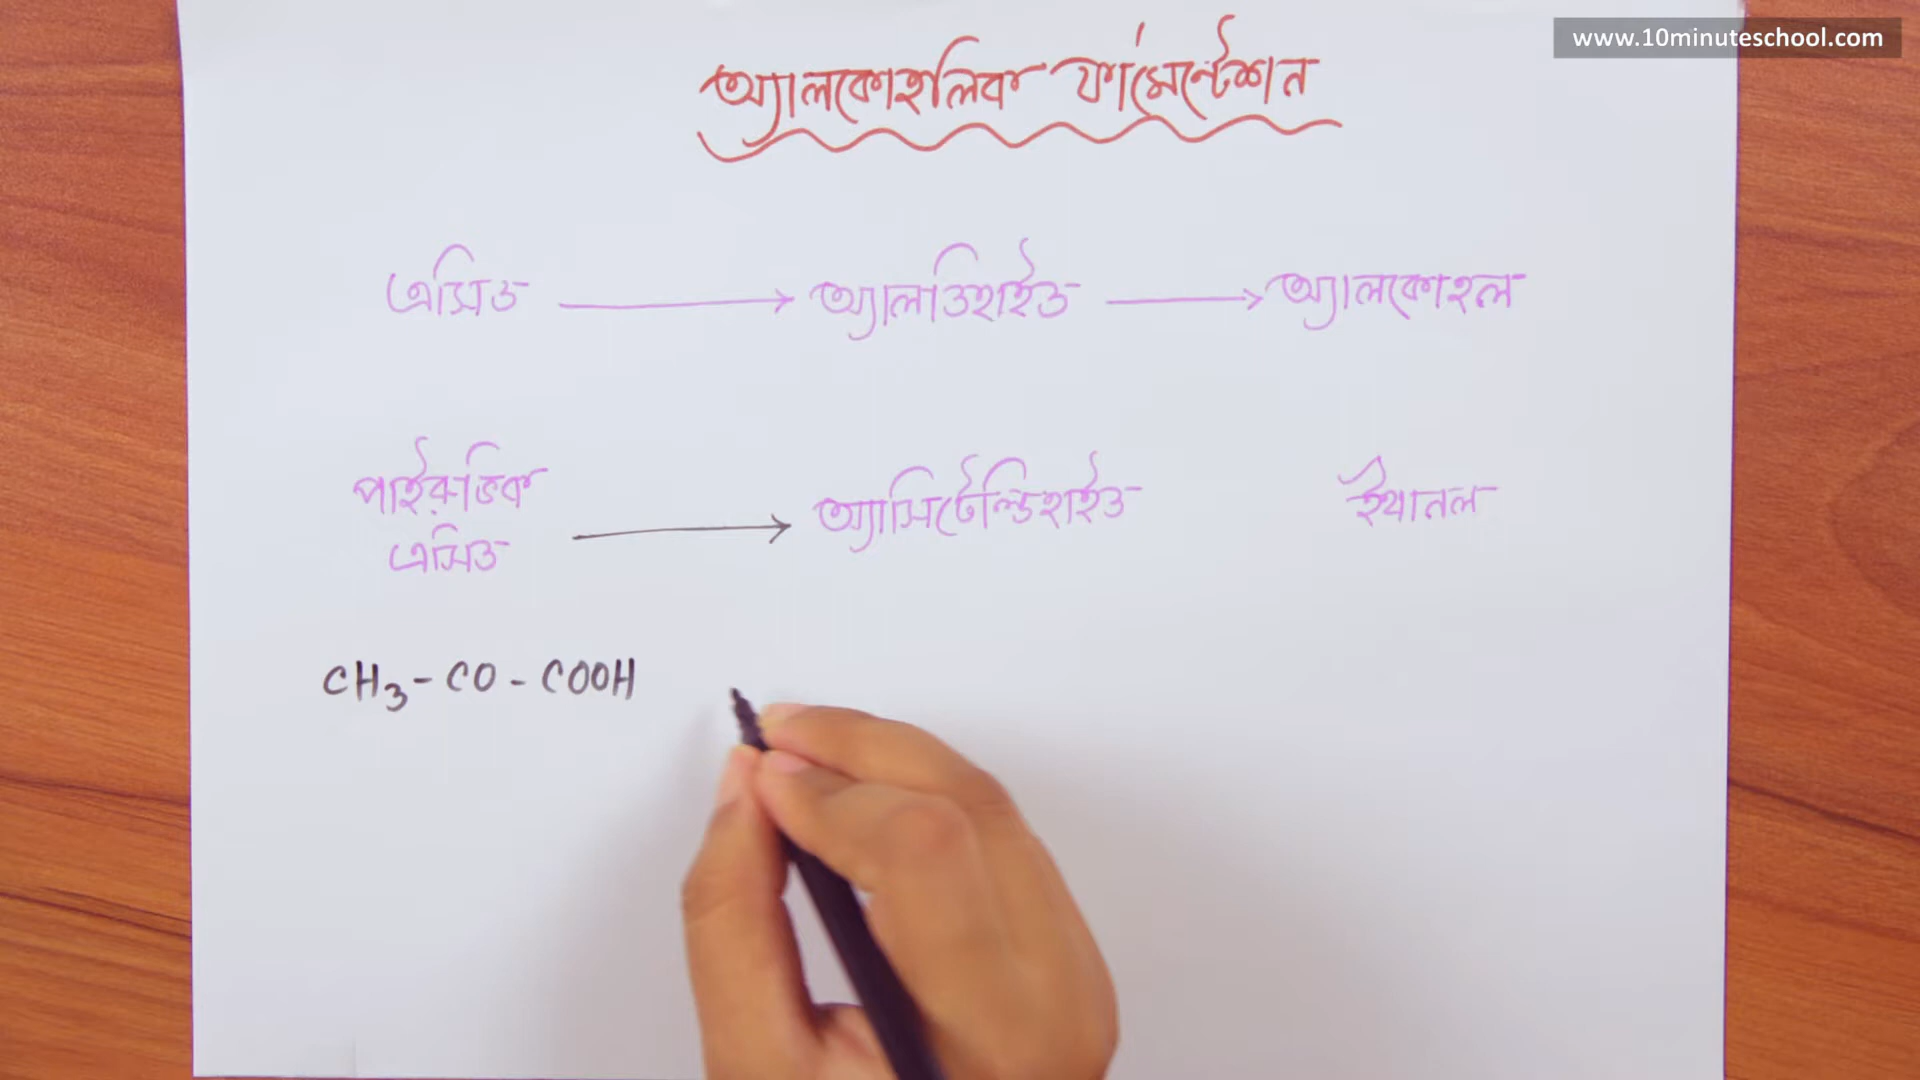 www.10minuteschool.com
অ্যালকোহলিক ফার্মেন্টেশন
এসিড → অ্যালডিহাইড → অ্যালকোহল
পাইরুভিক
এসিড → অ্যাসিটেল্ডিহাইড ইথানল
CH₃ - CO - COOH